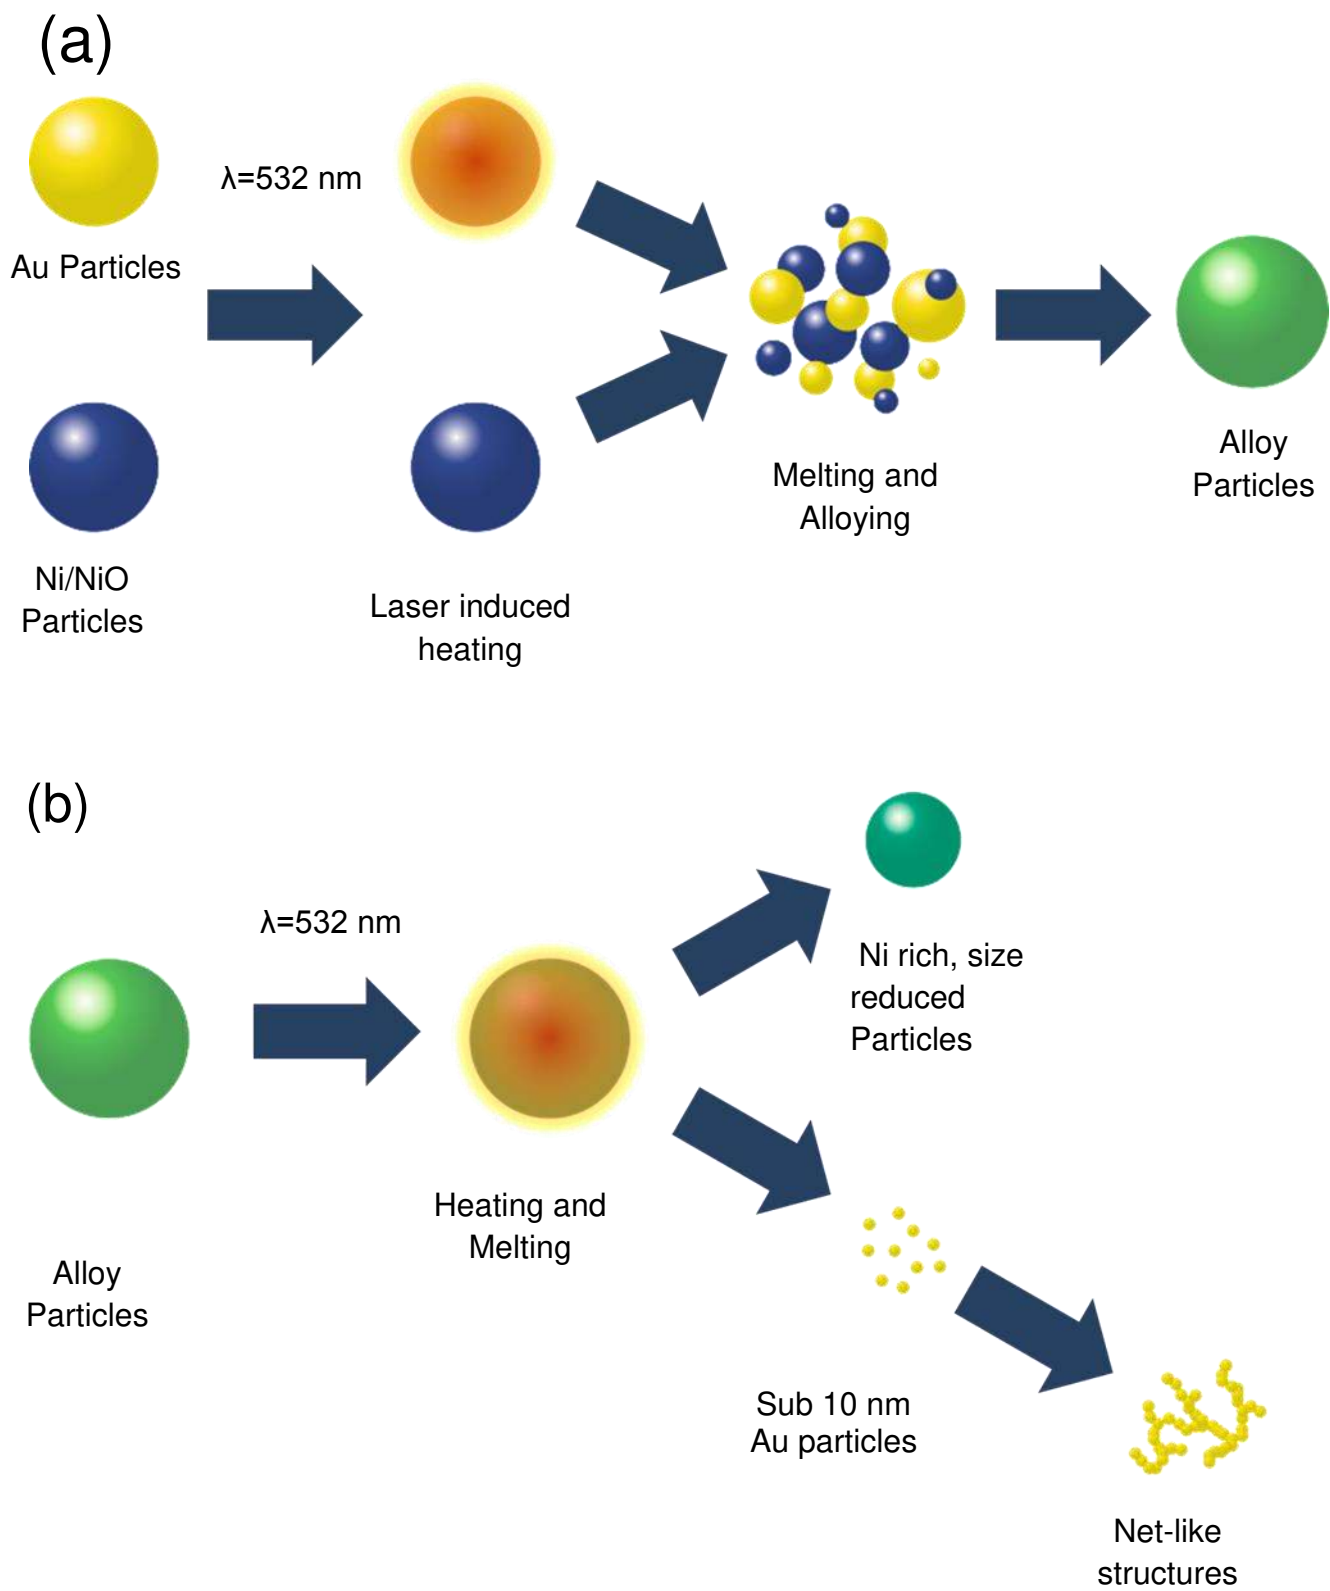 (a)
λ=532 nm
Au Particles
Ni/NiO
Particles
Laser induced
heating
Melting and
Alloying
Alloy
Particles
(b)
λ=532 nm
Alloy
Particles
Heating and
Melting
Ni rich, size
reduced
Particles
Sub 10 nm
Au particles
Net-like
structures